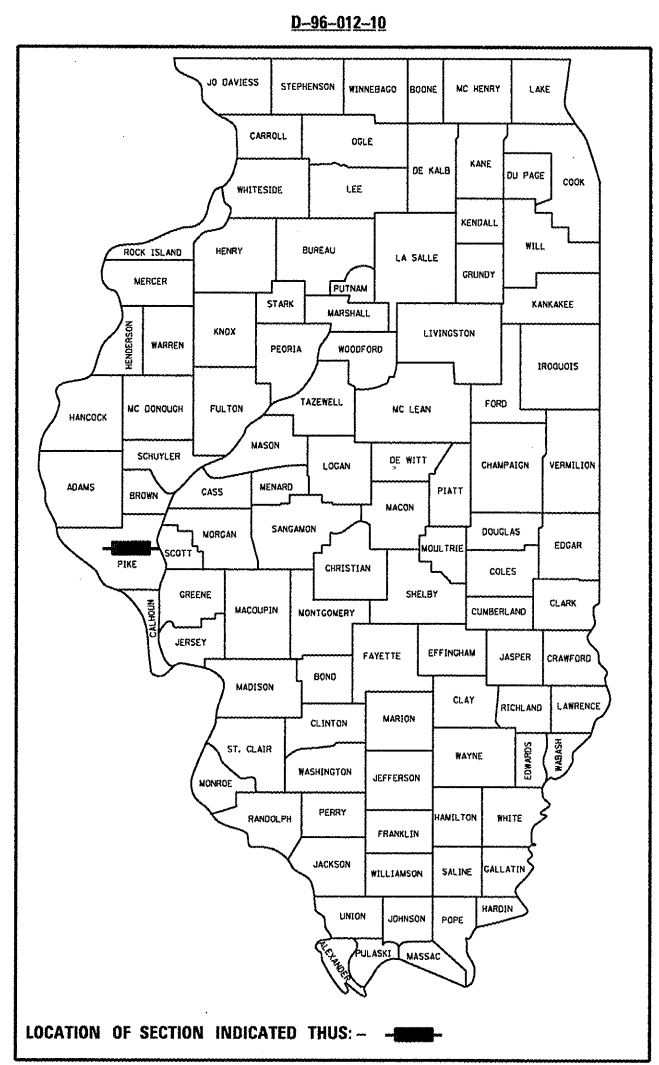 D-96-012-10
JO DAVIESS STEPHENSON WINNEBAGO BOONE MC HENRY LAKE
CARROLL OGLE DE KALB KANE DU PAGE COOK
WHITESIDE LEE
KENDALL
ROCK ISLAND HENRY BUREAU LA SALLE WILL
GRUNDY
MERCER PUTNAM
STARK MARSHALL KANKAKEE
HENDERSON WARREN KNOX PEORIA WOODFORD LIVINGSTON
IROQUOIS
HANCOCK MC DONOUGH FULTON TAZEWELL MC LEAN FORD
MASON
SCHUYLER DE WITT CHAMPAIGN VERMILION
ADAMS BROWN CASS MENARD LOGAN PIATT
MACON
MORGAN SANGAMON DOUGLAS
PIKE SCOTT CHRISTIAN MOULTRIE COLES EDGAR
CALHOUN GREENE MACOUPIN MONTGOMERY SHELBY CUMBERLAND CLARK
JERSEY FAYETTE EFFINGHAM JASPER CRAWFORD
MADISON BOND
CLAY RICHLAND LAWRENCE
CLINTON MARION
ST. CLAIR WAYNE EDWARDS WABASH
MONROE WASHINGTON JEFFERSON
RANDOLPH PERRY HAMILTON WHITE
FRANKLIN
JACKSON WILLIAMSON SALINE GALLATIN
UNION JOHNSON POPE HARDIN
ALEXANDER PULASKI MASSAC
LOCATION OF SECTION INDICATED THUS: -